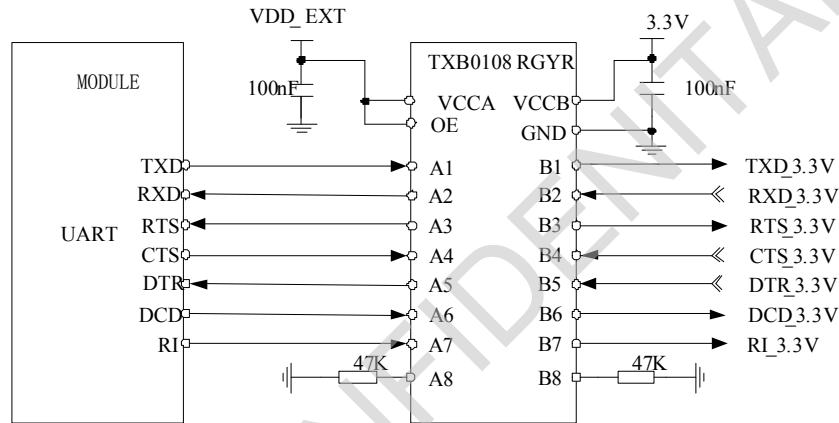 VDD_EXT
3.3V
MODULE
100nF
TXB0108 RGYR
100nF
VCCA
VCCB
OE
GND
TXD
A1
B1
TXD_3.3V
RXD
A2
B2
RXD_3.3V
RTS
A3
B3
RTS_3.3V
UART
CTS
A4
B4
CTS_3.3V
DTR
A5
B5
DTR_3.3V
DCD
A6
B6
DCD_3.3V
RI
A7
B7
RI_3.3V
47K
A8
B8
47K
NFIDENITA